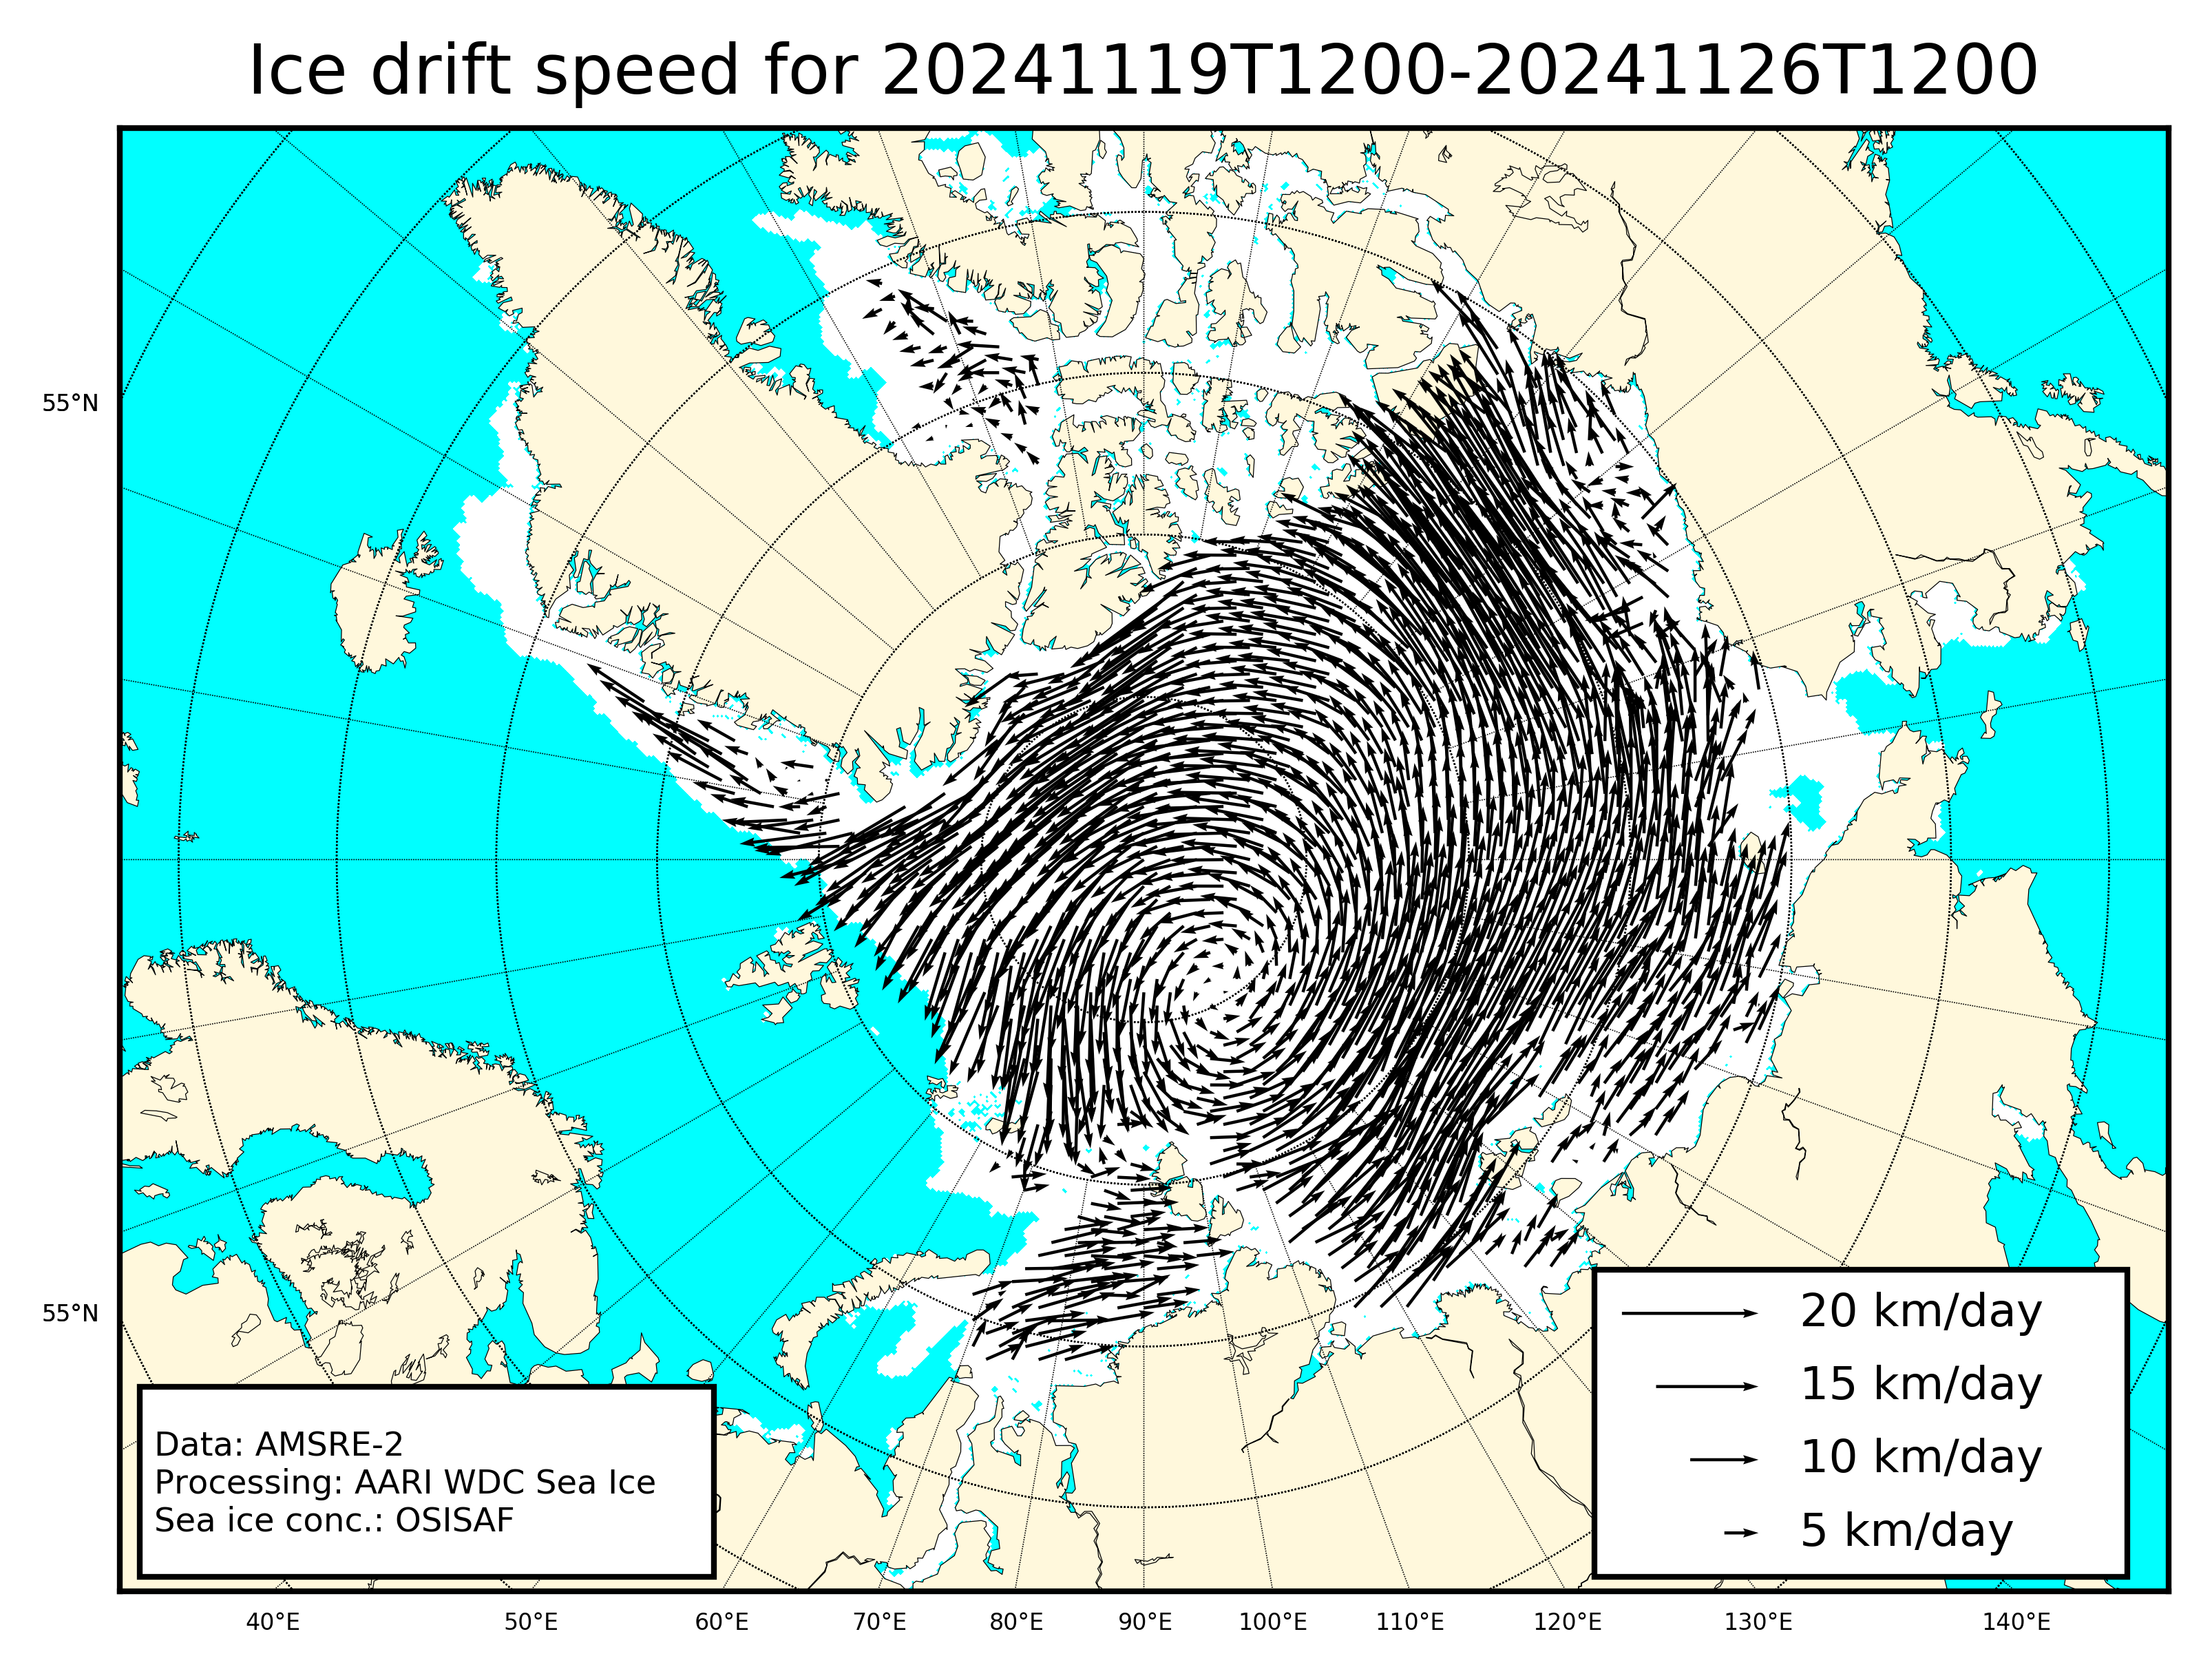 Ice drift speed for 20241119T1200-20241126T1200
55°N
55°N
20 km/day
15 km/day
10 km/day
5 km/day
Data: AMSRE-2
Processing: AARI WDC Sea Ice
Sea ice conc.: OSISAF
40°E 50°E 60°E 70°E 80°E 90°E 100°E 110°E 120°E 130°E 140°E